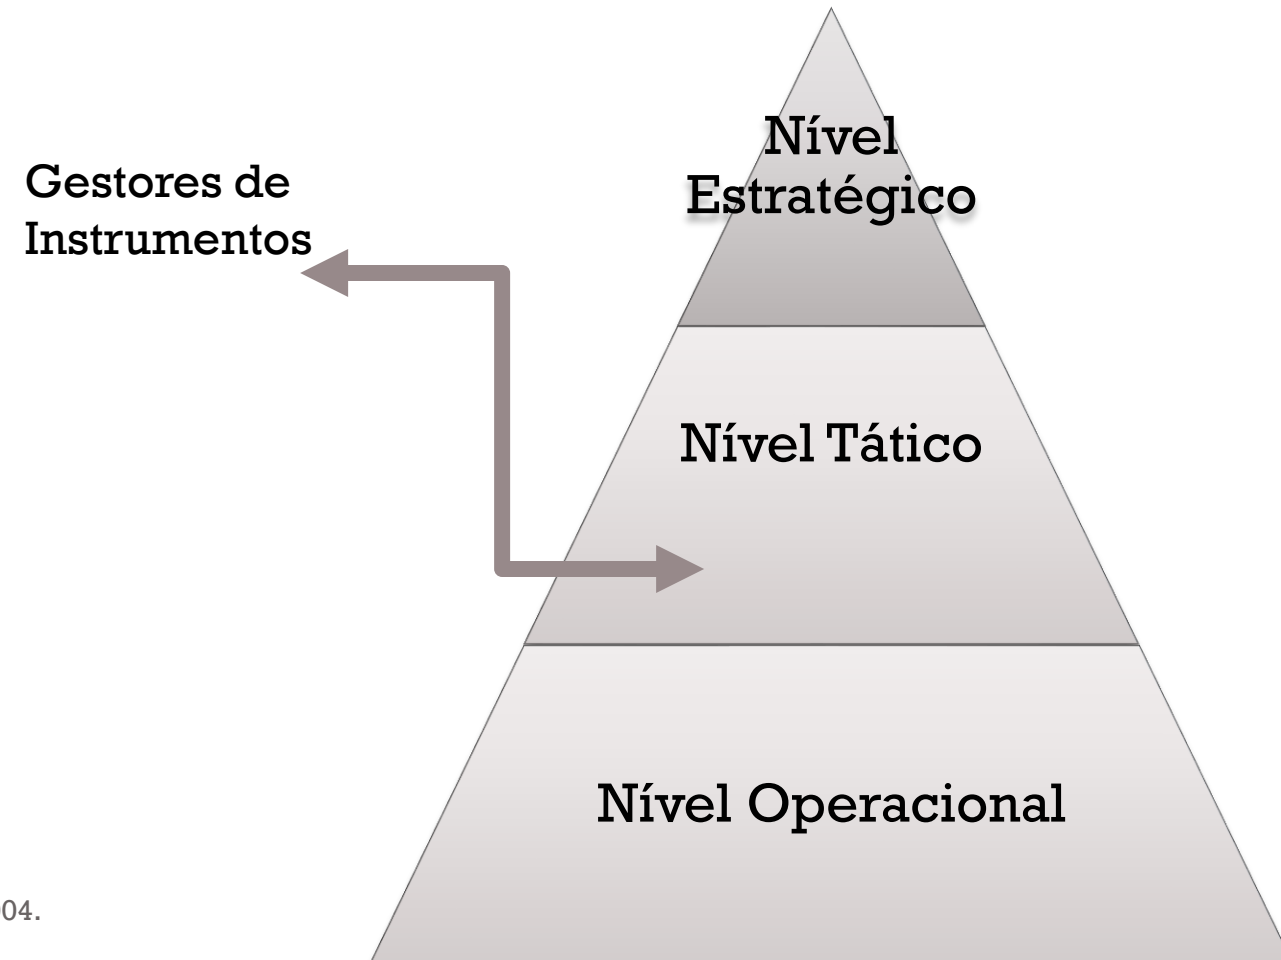 Nível
Estratégico
Gestores de
Instrumentos
Nível Tático
Nível Operacional
04.